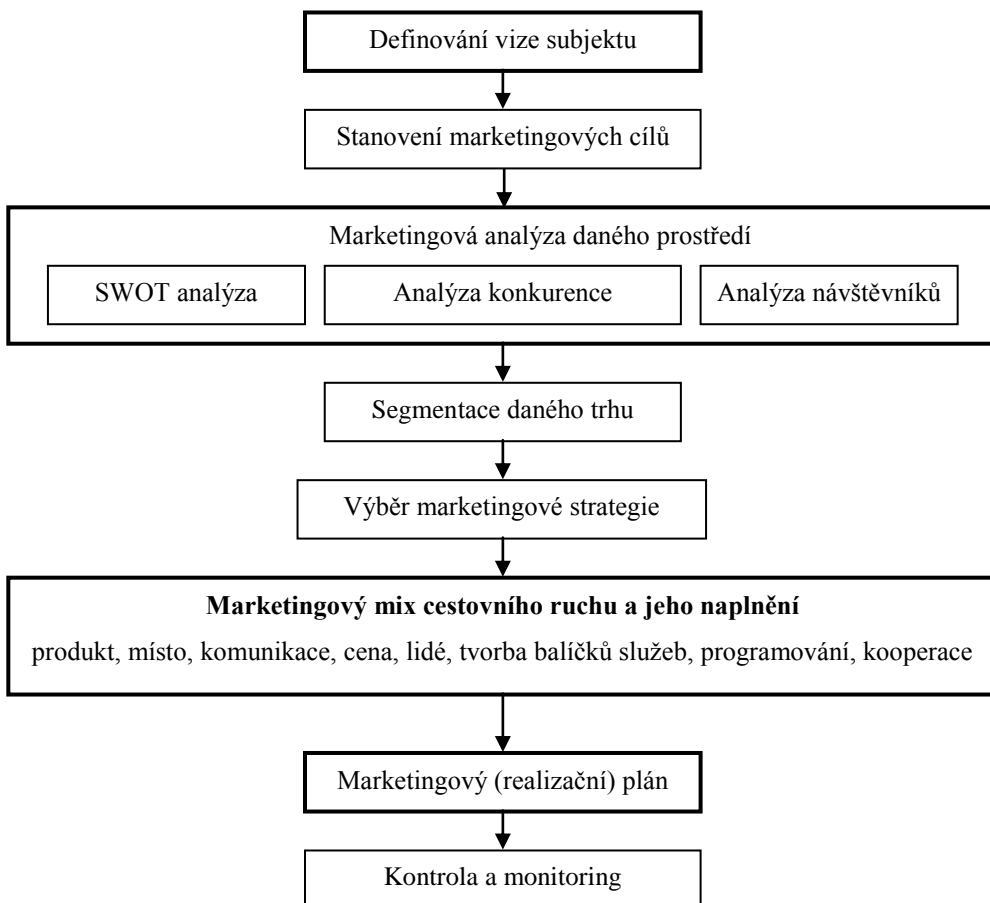 Definování vize subjektu
Stanovení marketingových cílů
Marketingová analýza daného prostředí
SWOT analýza
Analýza konkurence
Analýza návštěvníků
Segmentace daného trhu
Výběr marketingové strategie
Marketingový mix cestovního ruchu a jeho naplnění
produkt, místo, komunikace, cena, lidé, tvorba balíčků služeb, programování, kooperace
Marketingový (realizační) plán
Kontrola a monitoring